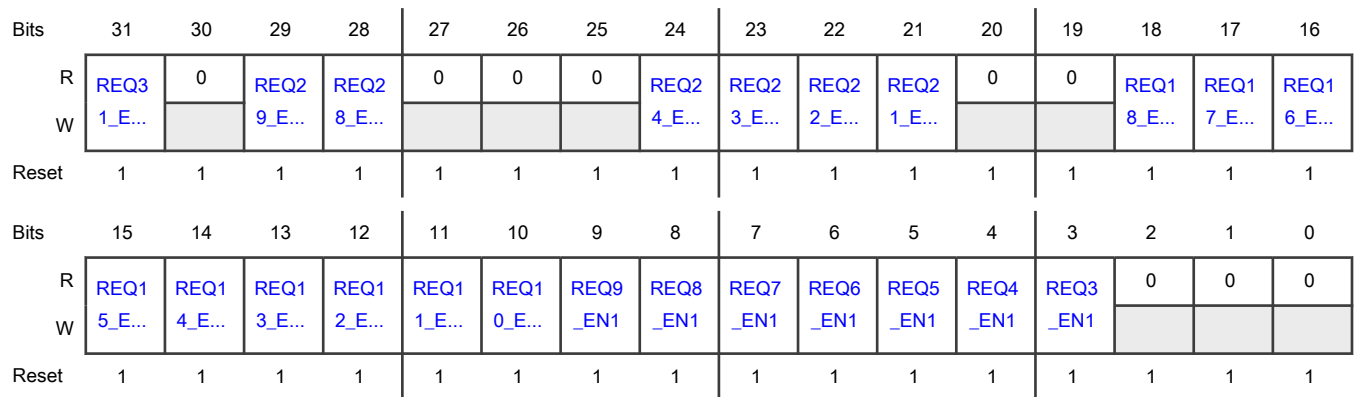 Bits 31 30 29 28 27 26 25 24 23 22 21 20 19 18 17 16
R REQ3 0 REQ2 REQ2 0 0 0 REQ2 REQ2 REQ2 REQ2 0 0 REQ1 REQ1 REQ1
W 1_E... 9_E... 8_E... 4_E... 3_E... 2_E... 1_E... 8_E... 7_E... 6_E...
Reset 1 1 1 1 1 1 1 1 1 1 1 1 1 1 1 1
Bits 15 14 13 12 11 10 9 8 7 6 5 4 3 2 1 0
R REQ1 REQ1 REQ1 REQ1 REQ1 REQ1 REQ9 REQ8 REQ7 REQ6 REQ5 REQ4 REQ3 0 0 0
W 5_E... 4_E... 3_E... 2_E... 1_E... 0_E... _EN1 _EN1 _EN1 _EN1 _EN1 _EN1 _EN1
Reset 1 1 1 1 1 1 1 1 1 1 1 1 1 1 1 1